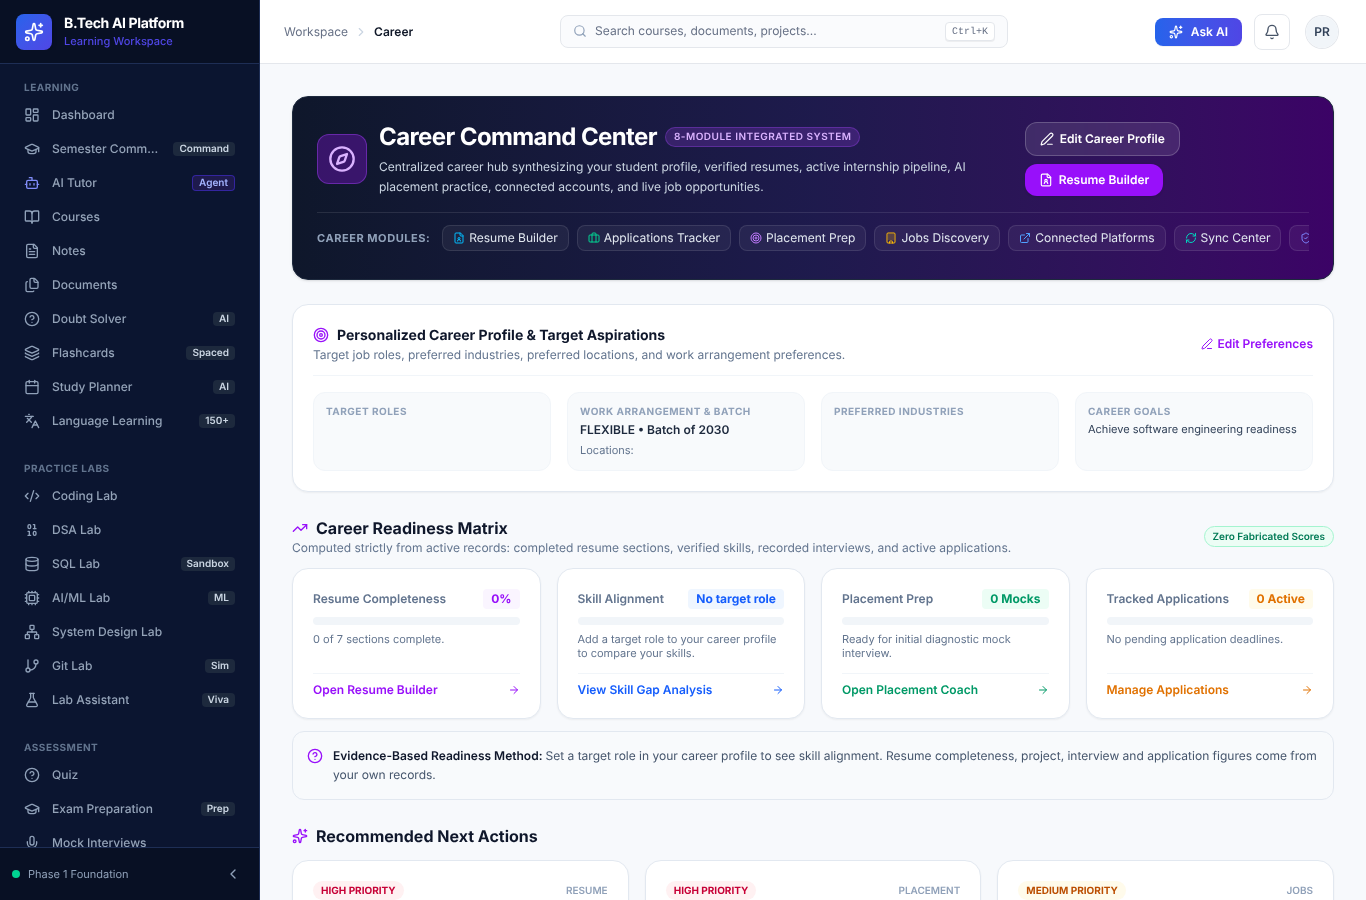 B.Tech AI Platform
Learning Workspace
LEARNING
Dashboard
Semester Comm... Command
AI Tutor Agent
Courses
Notes
Documents
Doubt Solver AI
Flashcards Spaced
Study Planner AI
Language Learning 150+
PRACTICE LABS
Coding Lab
DSA Lab
SQL Lab Sandbox
AI/ML Lab ML
System Design Lab
Git Lab Sim
Lab Assistant Viva
ASSESSMENT
Quiz
Exam Preparation Prep
Mock Interviews
Phase 1 Foundation
Workspace > Career
Search courses, documents, projects... Ctrl+K
Ask AI
PR
Career Command Center 8-MODULE INTEGRATED SYSTEM
Centralized career hub synthesizing your student profile, verified resumes, active internship pipeline, AI
placement practice, connected accounts, and live job opportunities.
Edit Career Profile
Resume Builder
CAREER MODULES: Resume Builder Applications Tracker Placement Prep Jobs Discovery Connected Platforms Sync Center
Personalized Career Profile & Target Aspirations
Target job roles, preferred industries, preferred locations, and work arrangement preferences.
Edit Preferences
TARGET ROLES
WORK ARRANGEMENT & BATCH
FLEXIBLE • Batch of 2030
Locations:
PREFERRED INDUSTRIES
CAREER GOALS
Achieve software engineering readiness
Career Readiness Matrix
Computed strictly from active records: completed resume sections, verified skills, recorded interviews, and active applications.
Zero Fabricated Scores
Resume Completeness 0%
0 of 7 sections complete.
Open Resume Builder
Skill Alignment No target role
Add a target role to your career profile
to compare your skills.
View Skill Gap Analysis
Placement Prep 0 Mocks
Ready for initial diagnostic mock
interview.
Open Placement Coach
Tracked Applications 0 Active
No pending application deadlines.
Manage Applications
Evidence-Based Readiness Method: Set a target role in your career profile to see skill alignment. Resume completeness, project, interview and application figures come from
your own records.
Recommended Next Actions
HIGH PRIORITY RESUME
HIGH PRIORITY PLACEMENT
MEDIUM PRIORITY JOBS